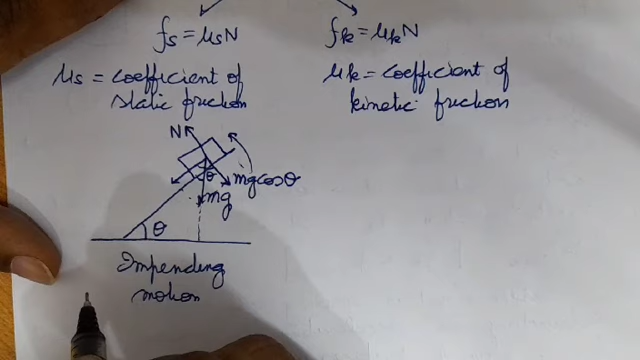 fs = μsN
fk = μkN
μs = coefficient of
static friction
μk = coefficient of
kinetic friction
N
θ
mg cosθ
mg
θ
Impending
motion